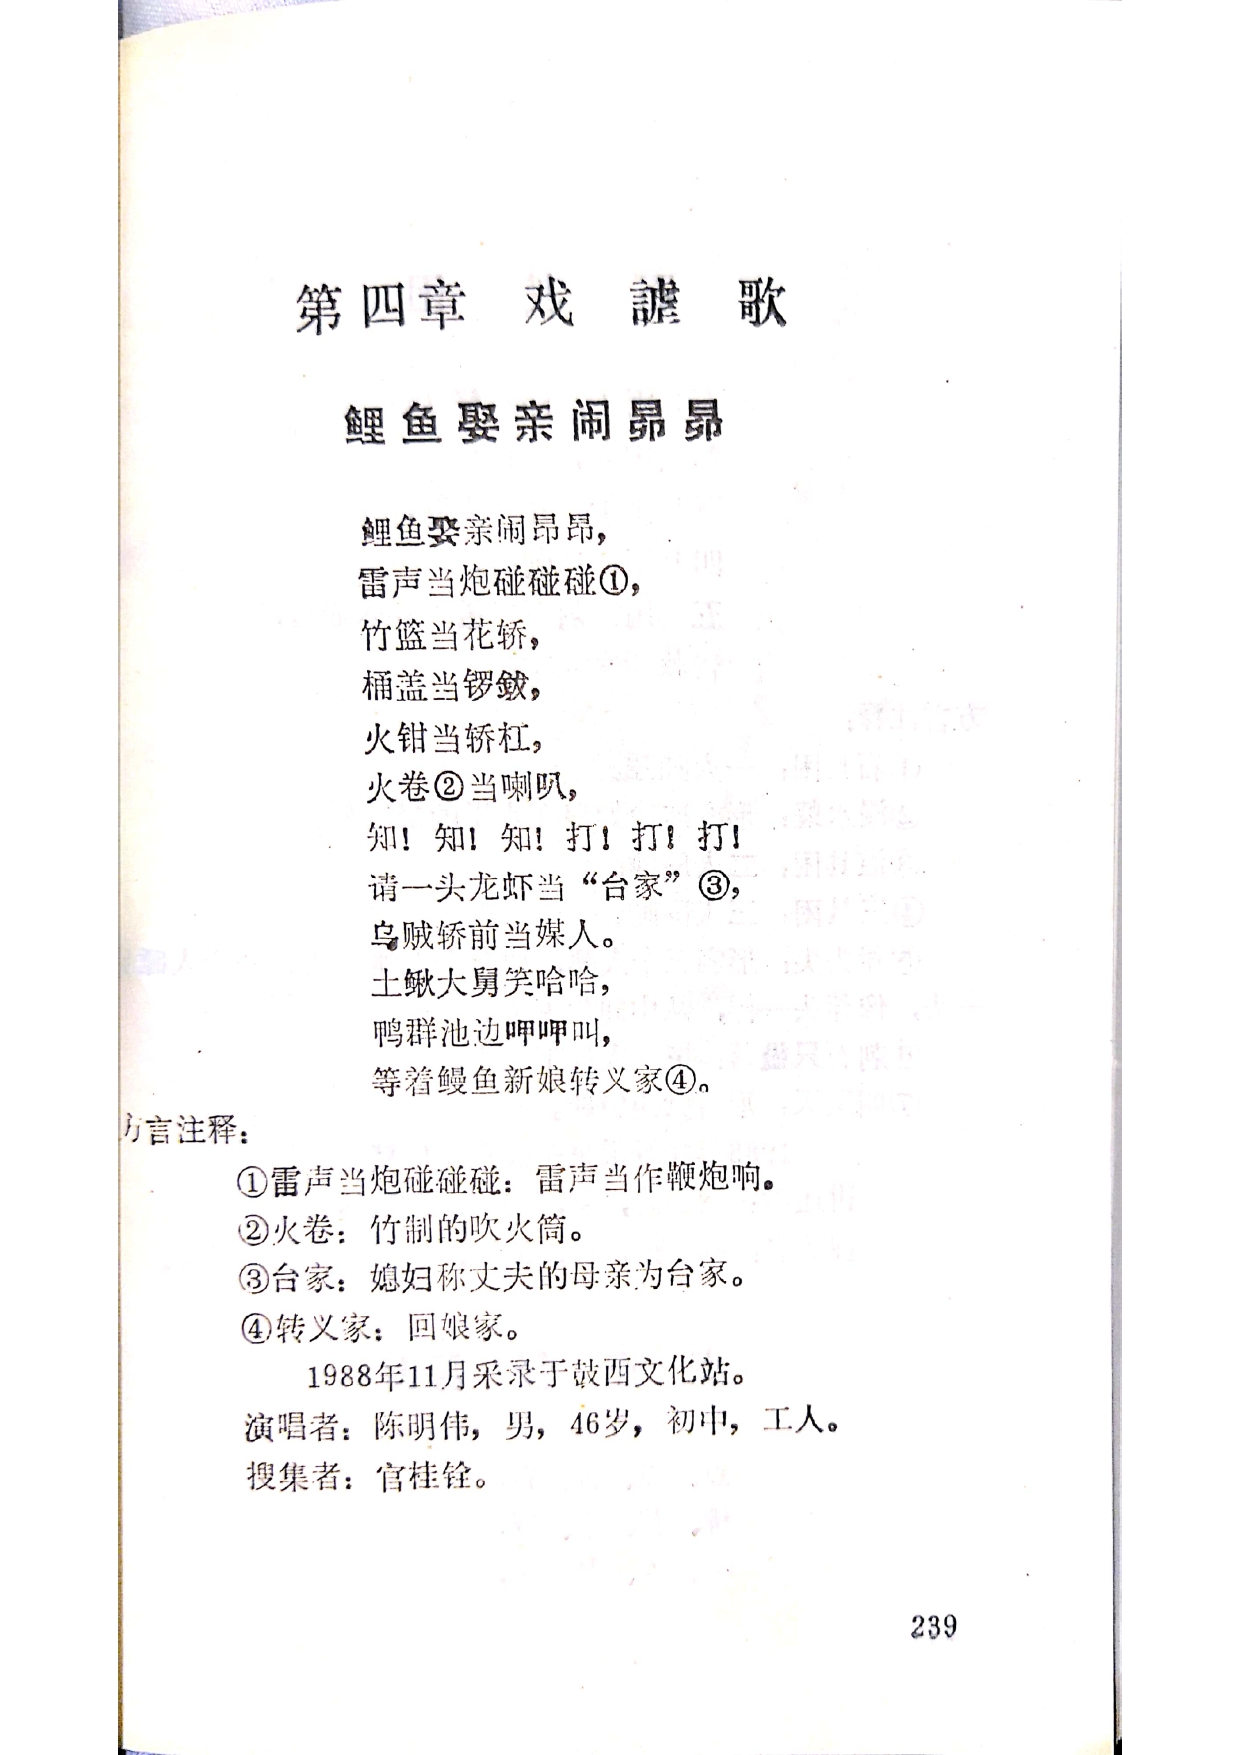 第四章 戏 谑 歌
鲤鱼娶亲闹昂昂
鲤鱼娶亲闹昂昂，
雷声当炮碰碰碰①，
竹篮当花轿，
桶盖当锣鈸，
火钳当轿杠，
火卷②当喇叭，
知！知！知！打！打！打！
请一头龙虾当“台家”③，
乌贼轿前当媒人。
土鳅大舅笑哈哈，
鸭群池边呷呷叫，
等着鳗鱼新娘转义家④。
方言注释：
①雷声当炮碰碰碰：雷声当作鞭炮响。
②火卷：竹制的吹火筒。
③台家：媳妇称丈夫的母亲为台家。
④转义家：回娘家。
1988年11月采录于鼓西文化站。
演唱者：陈明伟，男，46岁，初中，工人。
搜集者：官桂铨。
239